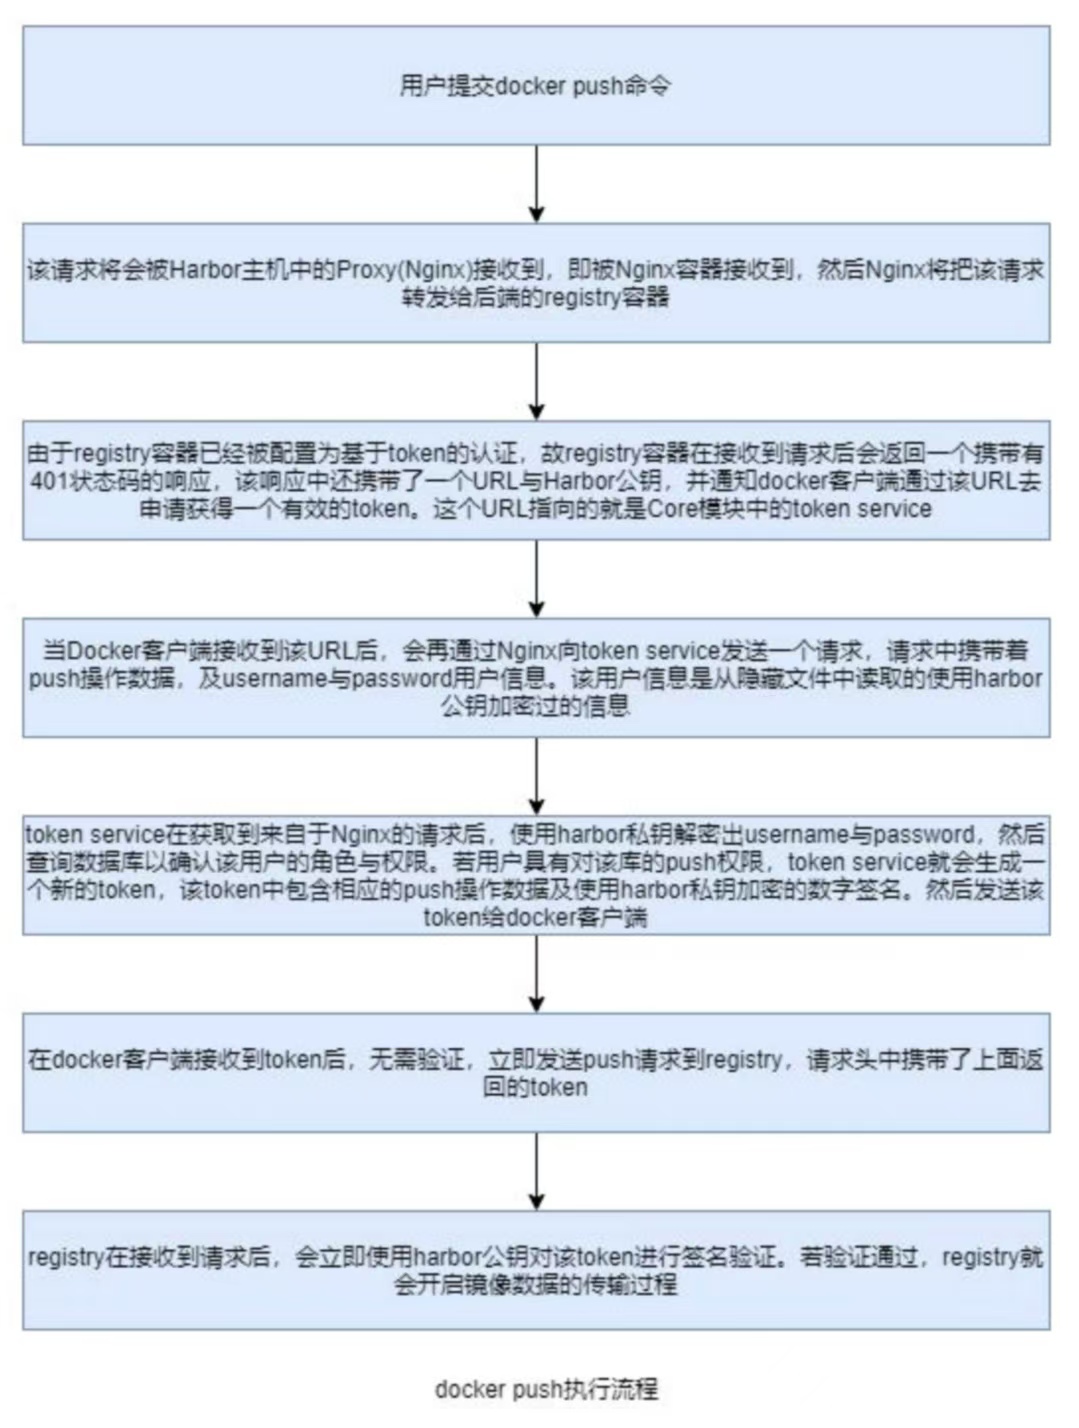 用户提交docker push命令
该请求将会被Harbor主机中的Proxy(Nginx)接收到，即被Nginx容器接收到，然后Nginx将把该请求
转发给后端的registry容器
由于registry容器已经被配置为基于token的认证，故registry容器在接收到请求后会返回一个携带有
401状态码的响应，该响应中还携带了一个URL与Harbor公钥，并通知docker客户端通过该URL去
申请获得一个有效的token。这个URL指向的就是Core模块中的token service
当Docker客户端接收到该URL后，会再通过Nginx向token service发送一个请求，请求中携带着
push操作数据，及username与password用户信息。该用户信息是从隐藏文件中读取的使用harbor
公钥加密过的信息
token service在获取到来自于Nginx的请求后，使用harbor私钥解密出username与password，然后
查询数据库以确认该用户的角色与权限。若用户具有对该库的push权限，token service就会生成一
个新的token，该token中包含相应的push操作数据及使用harbor私钥加密的数字签名。然后发送该
token给docker客户端
在docker客户端接收到token后，无需验证，立即发送push请求到registry，请求头中携带了上面返
回的token
registry在接收到请求后，会立即使用harbor公钥对该token进行签名验证。若验证通过，registry就
会开启镜像数据的传输过程
docker push执行流程